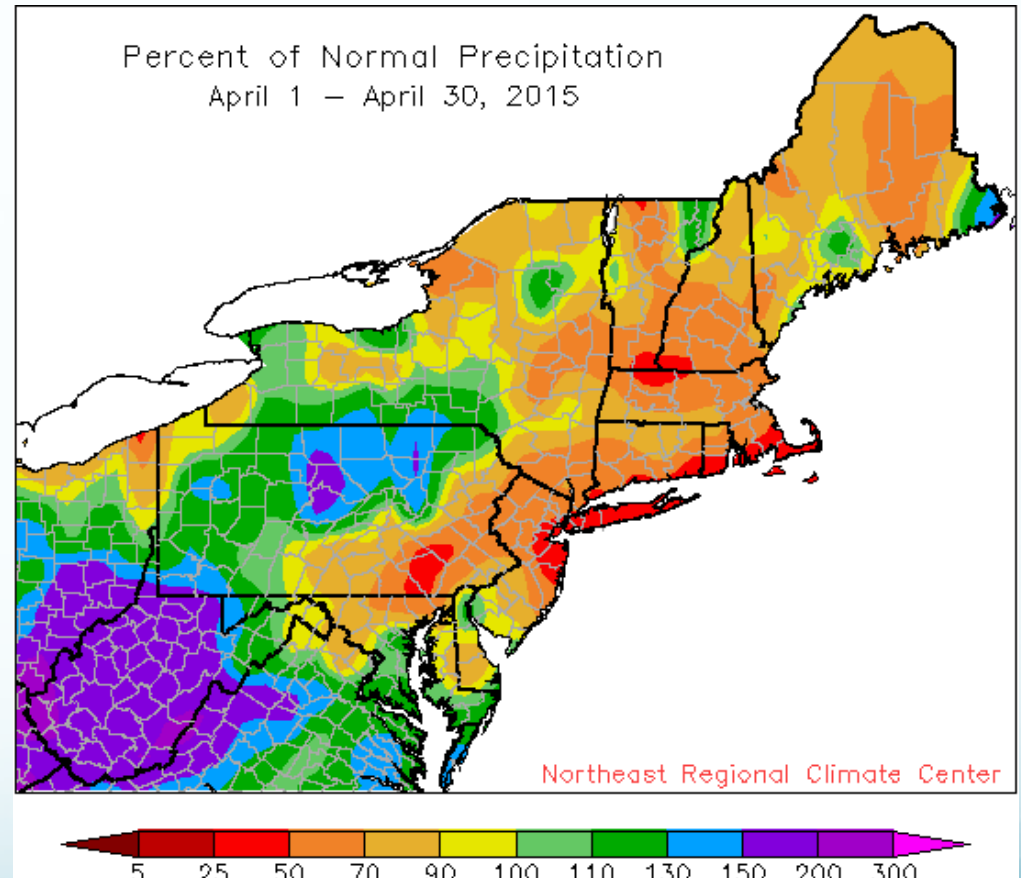 Percent of Normal Precipitation
April 1 – April 30, 2015
Northeast Regional Climate Center
5 25 50 70 90 100 110 130 150 200 300